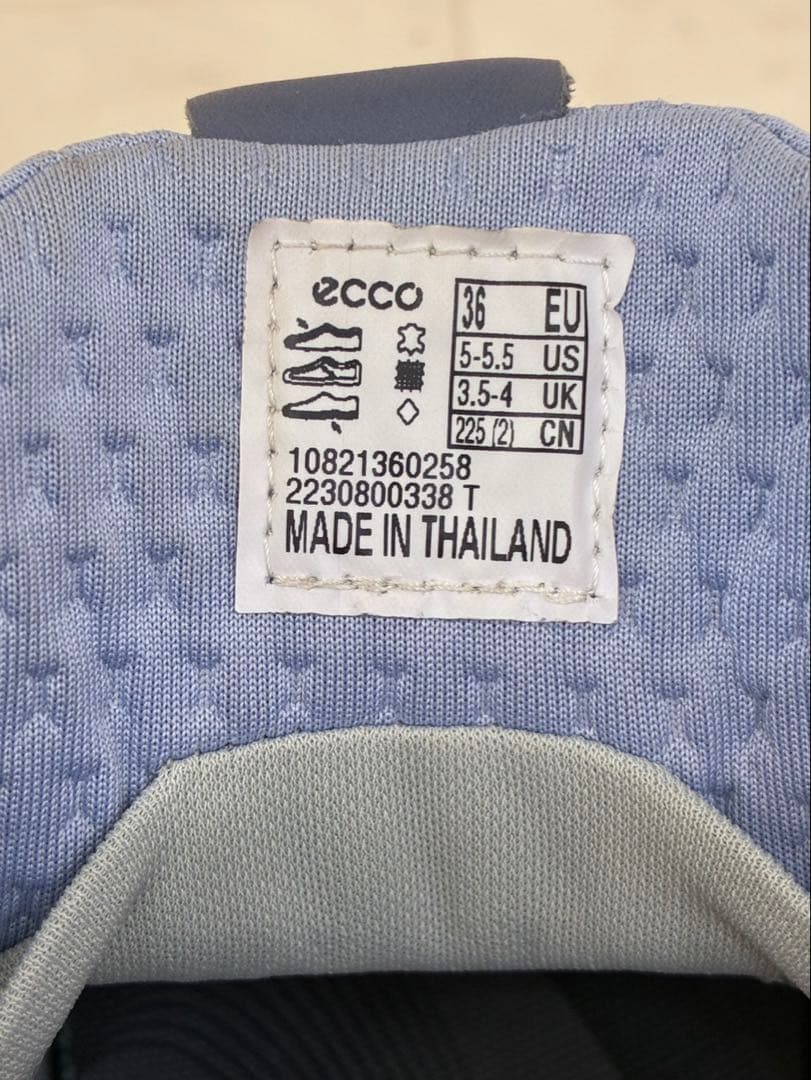 ecco
36 EU
5-5.5 US
3.5-4 UK
225 (2) CN
10821360258
2230800338 T
MADE IN THAILAND